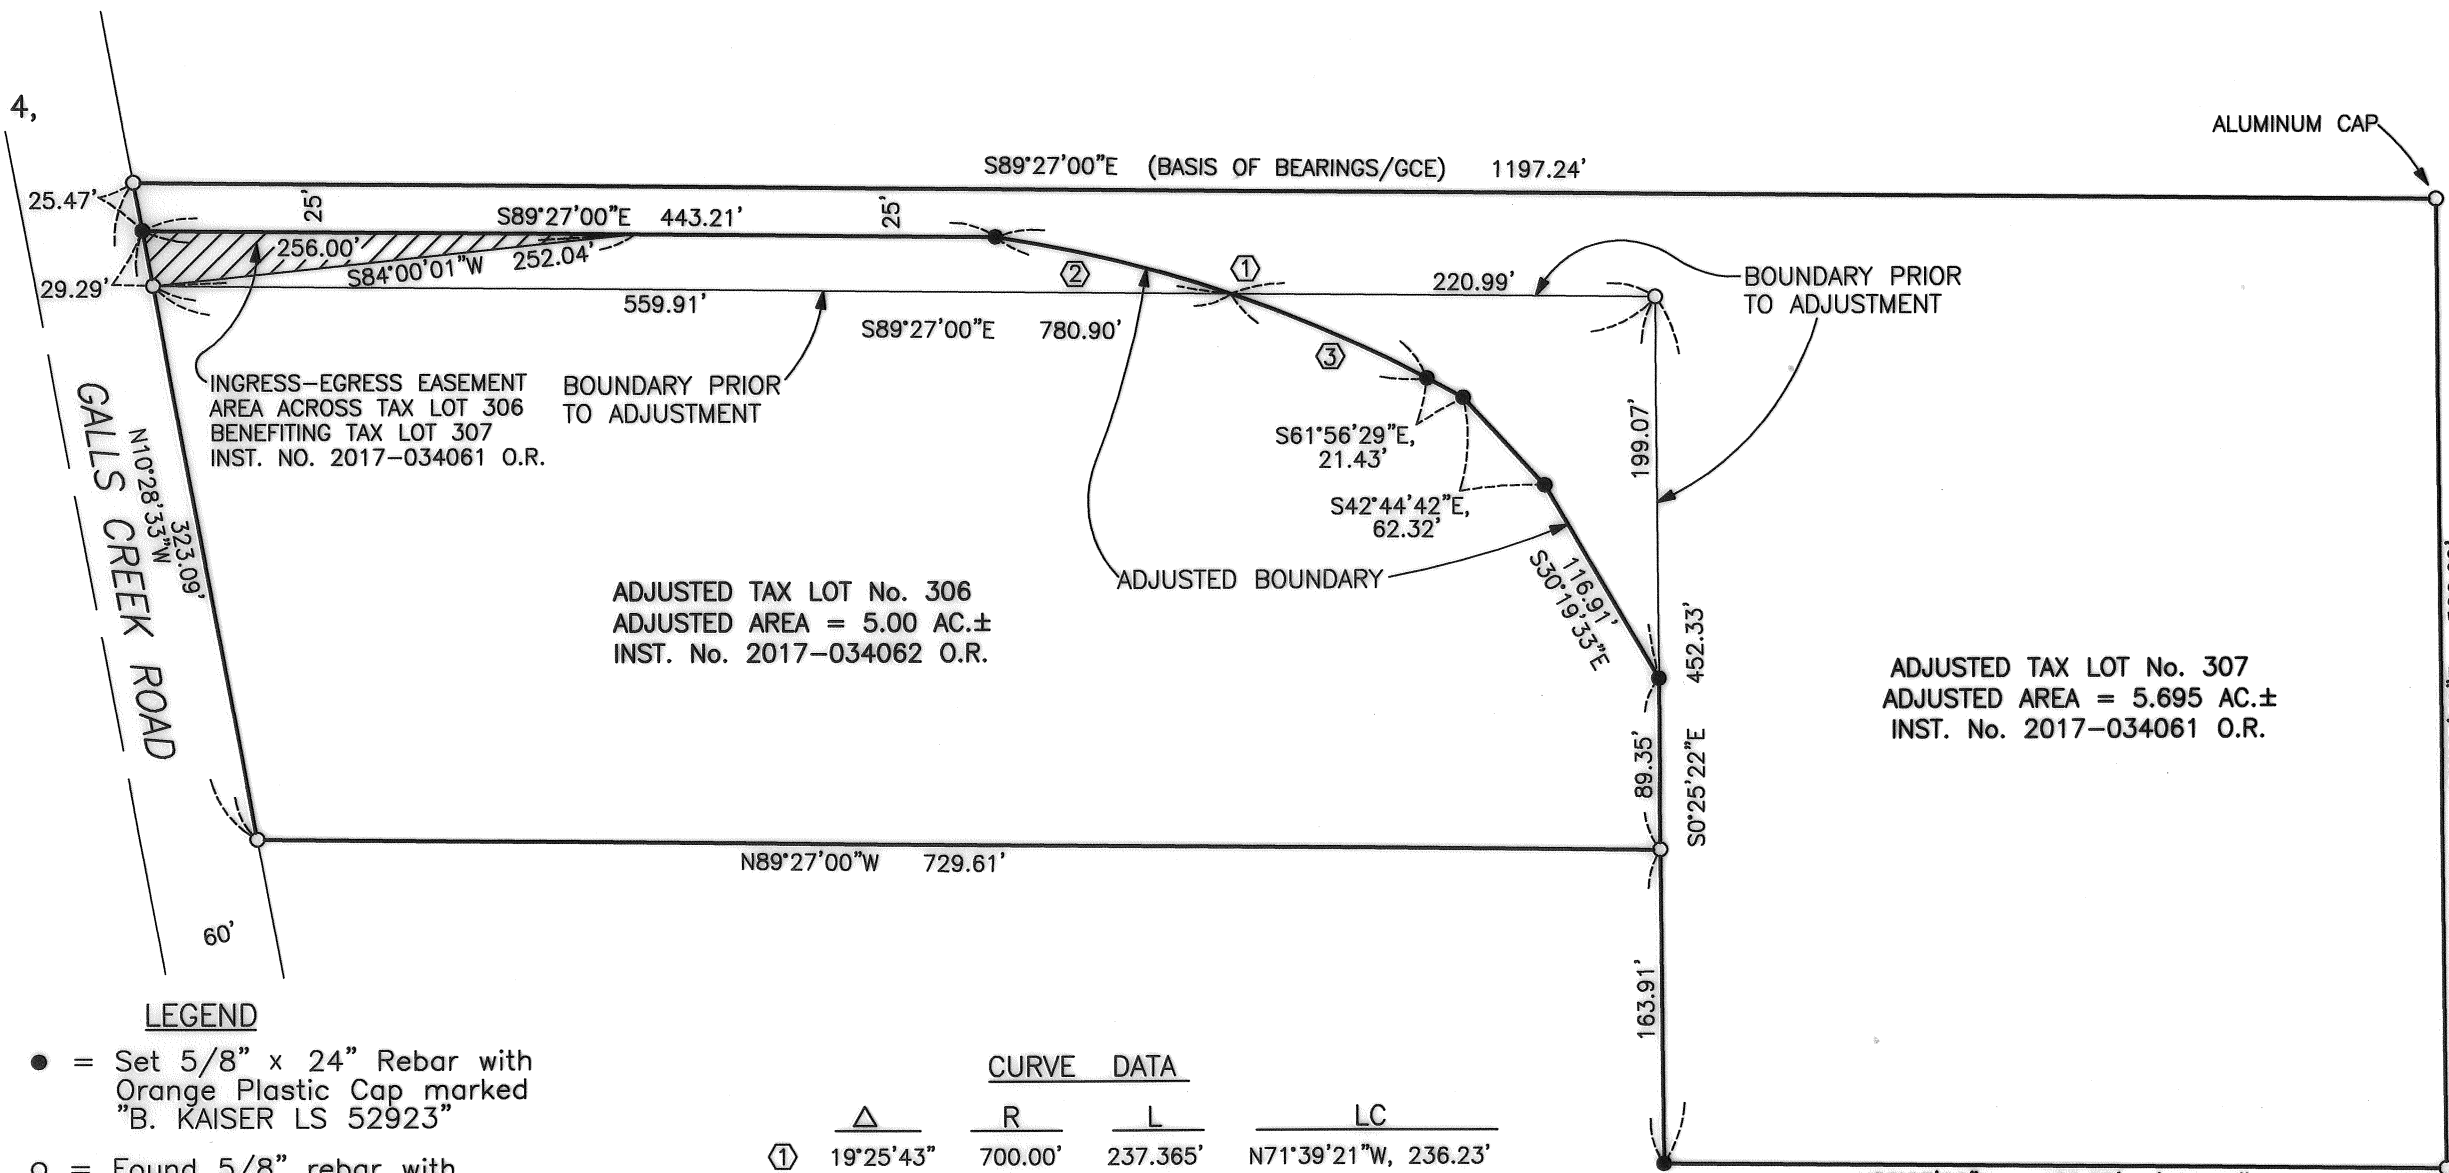 4,
ALUMINUM CAP
S89°27'00"E (BASIS OF BEARINGS/GCE) 1197.24'
25.47'
25'
S89°27'00"E 443.21'
25'
256.00'
S84°00'01"W 252.04'
29.29'
559.91'
S89°27'00"E 780.90'
2
1
220.99'
BOUNDARY PRIOR
TO ADJUSTMENT
3
INGRESS-EGRESS EASEMENT
AREA ACROSS TAX LOT 306
BENEFITING TAX LOT 307
INST. NO. 2017-034061 O.R.
BOUNDARY PRIOR
TO ADJUSTMENT
GALLS CREEK ROAD
N10°28'33"W
323.09'
S61°56'29"E,
21.43'
S42°44'42"E,
62.32'
199.07'
116.91'
S30°19'33"E
ADJUSTED BOUNDARY
ADJUSTED TAX LOT No. 306
ADJUSTED AREA = 5.00 AC.±
INST. No. 2017-034062 O.R.
452.33'
S0°25'22"E
89.35'
ADJUSTED TAX LOT No. 307
ADJUSTED AREA = 5.695 AC.±
INST. No. 2017-034061 O.R.
N89°27'00"W 729.61'
60'
163.91'
LEGEND
● = Set 5/8" x 24" Rebar with
Orange Plastic Cap marked
"B. KAISER LS 52923"
○ = Found 5/8" rebar with
CURVE DATA
△ R L LC
1 19°25'43" 700.00' 237.365' N71°39'21"W, 236.23'